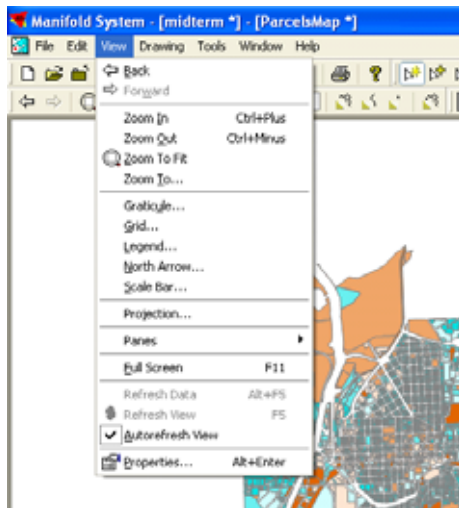 Manifold System - [midterm *] - [ParcelsMap *]
File Edit View Drawing Tools Window Help
Back
Forward
Zoom In Ctrl+Plus
Zoom Out Ctrl+Minus
Zoom To Fit
Zoom To...
Graticule...
Grid...
Legend...
North Arrow...
Scale Bar...
Projection...
Panes
Full Screen F11
Refresh Data Alt+F5
Refresh View F5
Autorefresh View
Properties... Alt+Enter